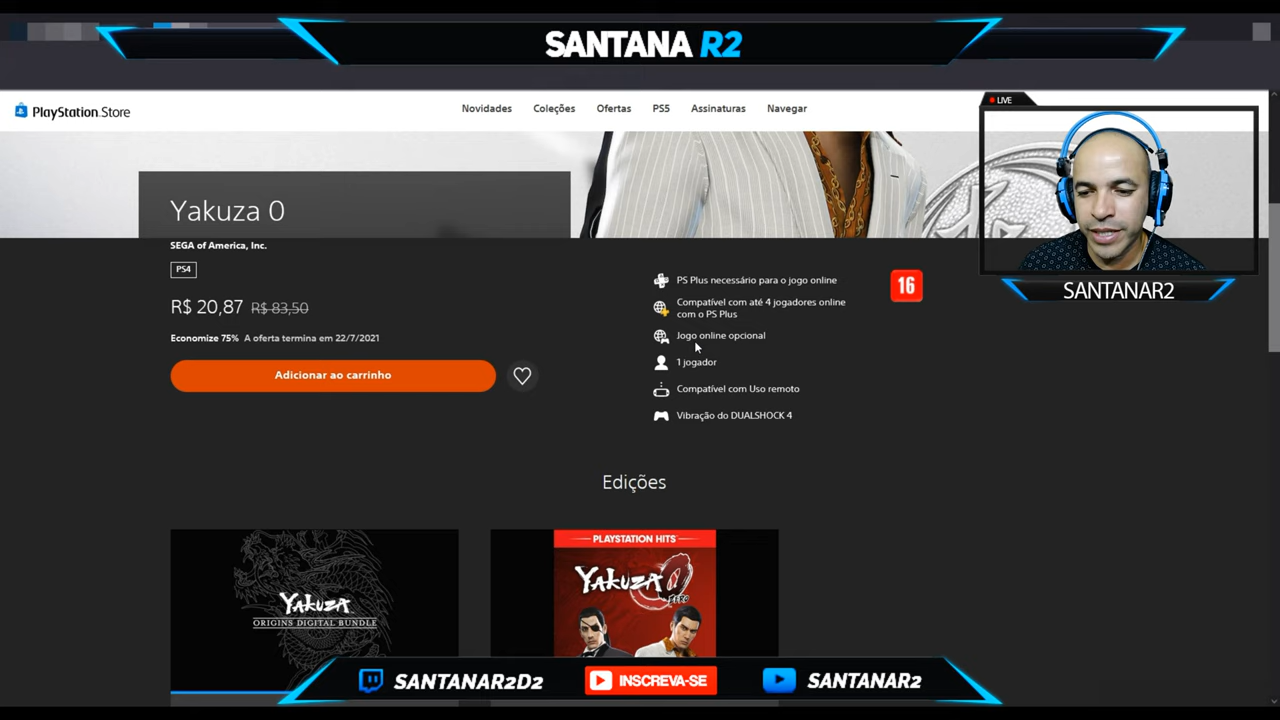 SANTANA R2
PlayStation Store
Novidades
Coleções
Ofertas
PS5
Assinaturas
Navegar
LIVE
Yakuza 0
SEGA of America, Inc.
PS4
R$ 20,87 R$ 83,50
Economize 75% A oferta termina em 22/7/2021
Adicionar ao carrinho
PS Plus necessário para o jogo online
Compatível com até 4 jogadores online
com o PS Plus
Jogo online opcional
1 jogador
Compatível com Uso remoto
Vibração do DUALSHOCK 4
16
SANTANAR2
Edições
YAKUZA
ORIGINS DIGITAL BUNDLE
PLAYSTATION HITS
YAKUZA 0
ZERO
SANTANAR2D2
INSCREVA-SE
SANTANAR2